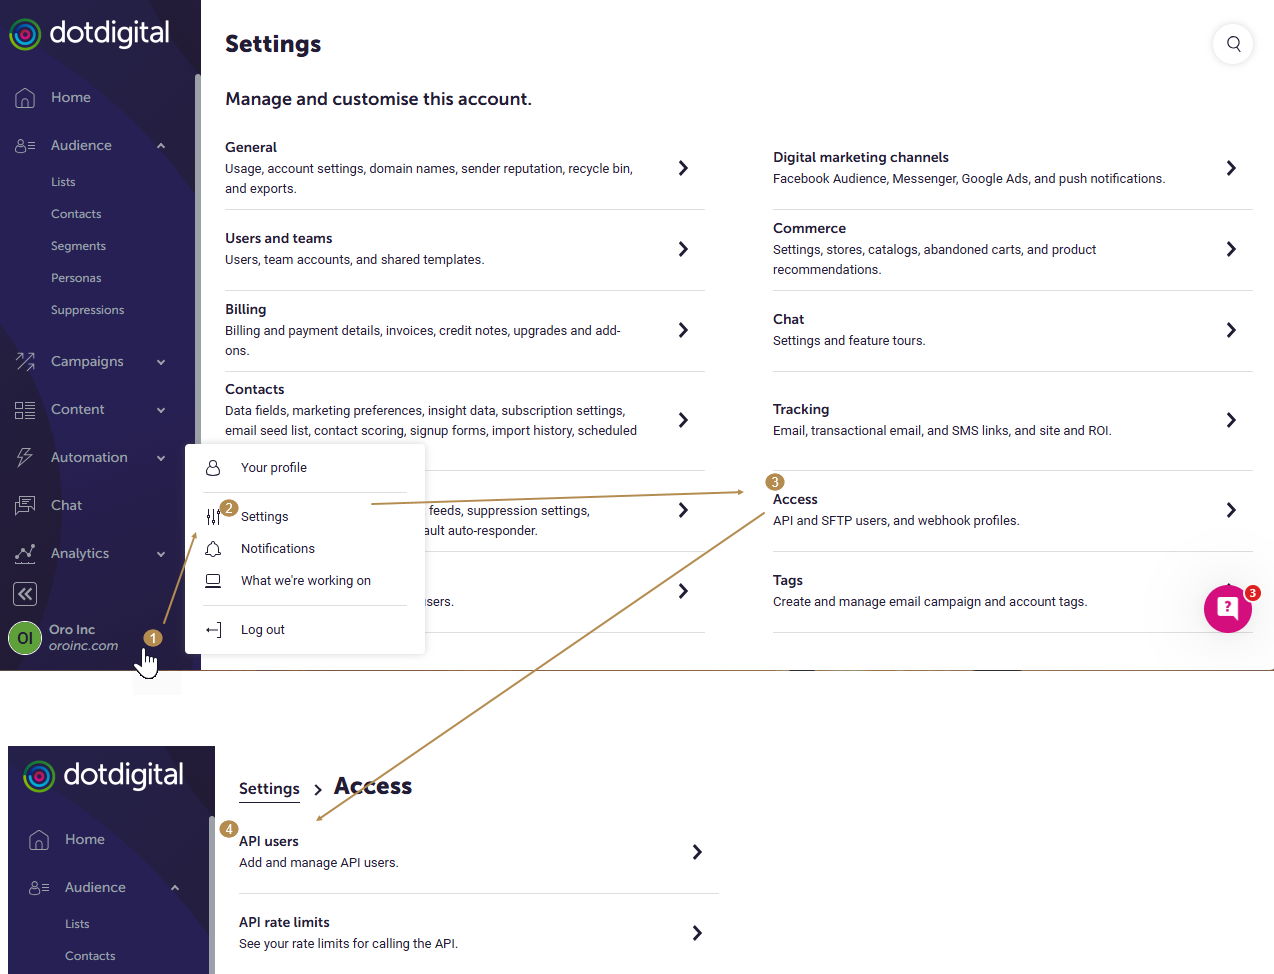 dotdigital
Home
Audience
Lists
Contacts
Segments
Personas
Suppressions
Campaigns
Content
Automation
Chat
Analytics
OI
Oro Inc
oroinc.com
1
Settings
Manage and customise this account.
General
Usage, account settings, domain names, sender reputation, recycle bin,
and exports.
Users and teams
Users, team accounts, and shared templates.
Billing
Billing and payment details, invoices, credit notes, upgrades and add-
ons.
Contacts
Data fields, marketing preferences, insight data, subscription settings,
email seed list, contact scoring, signup forms, import history, scheduled
feeds, suppression settings,
auto-responder.
Your profile
2
Settings
Notifications
What we're working on
Log out
Digital marketing channels
Facebook Audience, Messenger, Google Ads, and push notifications.
Commerce
Settings, stores, catalogs, abandoned carts, and product
recommendations.
Chat
Settings and feature tours.
Tracking
Email, transactional email, and SMS links, and site and ROI.
3
Access
API and SFTP users, and webhook profiles.
Tags
Create and manage email campaign and account tags.
?
3
dotdigital
Home
Audience
Lists
Contacts
Settings
Access
4
API users
Add and manage API users.
API rate limits
See your rate limits for calling the API.